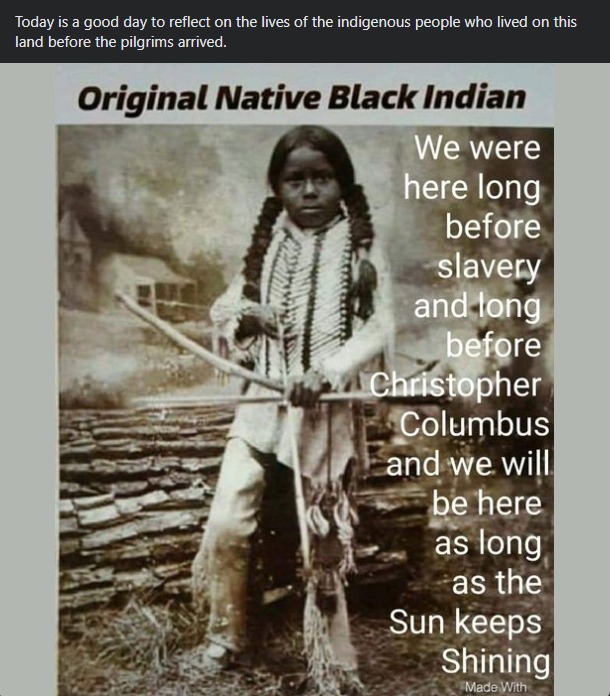 Today is a good day to reflect on the lives of the indigenous people who lived on this
land before the pilgrims arrived.
Original Native Black Indian
We were
here long
before
slavery
and long
before
Christopher
Columbus
and we will
be here
as long
as the
Sun keeps
Shining
Made With